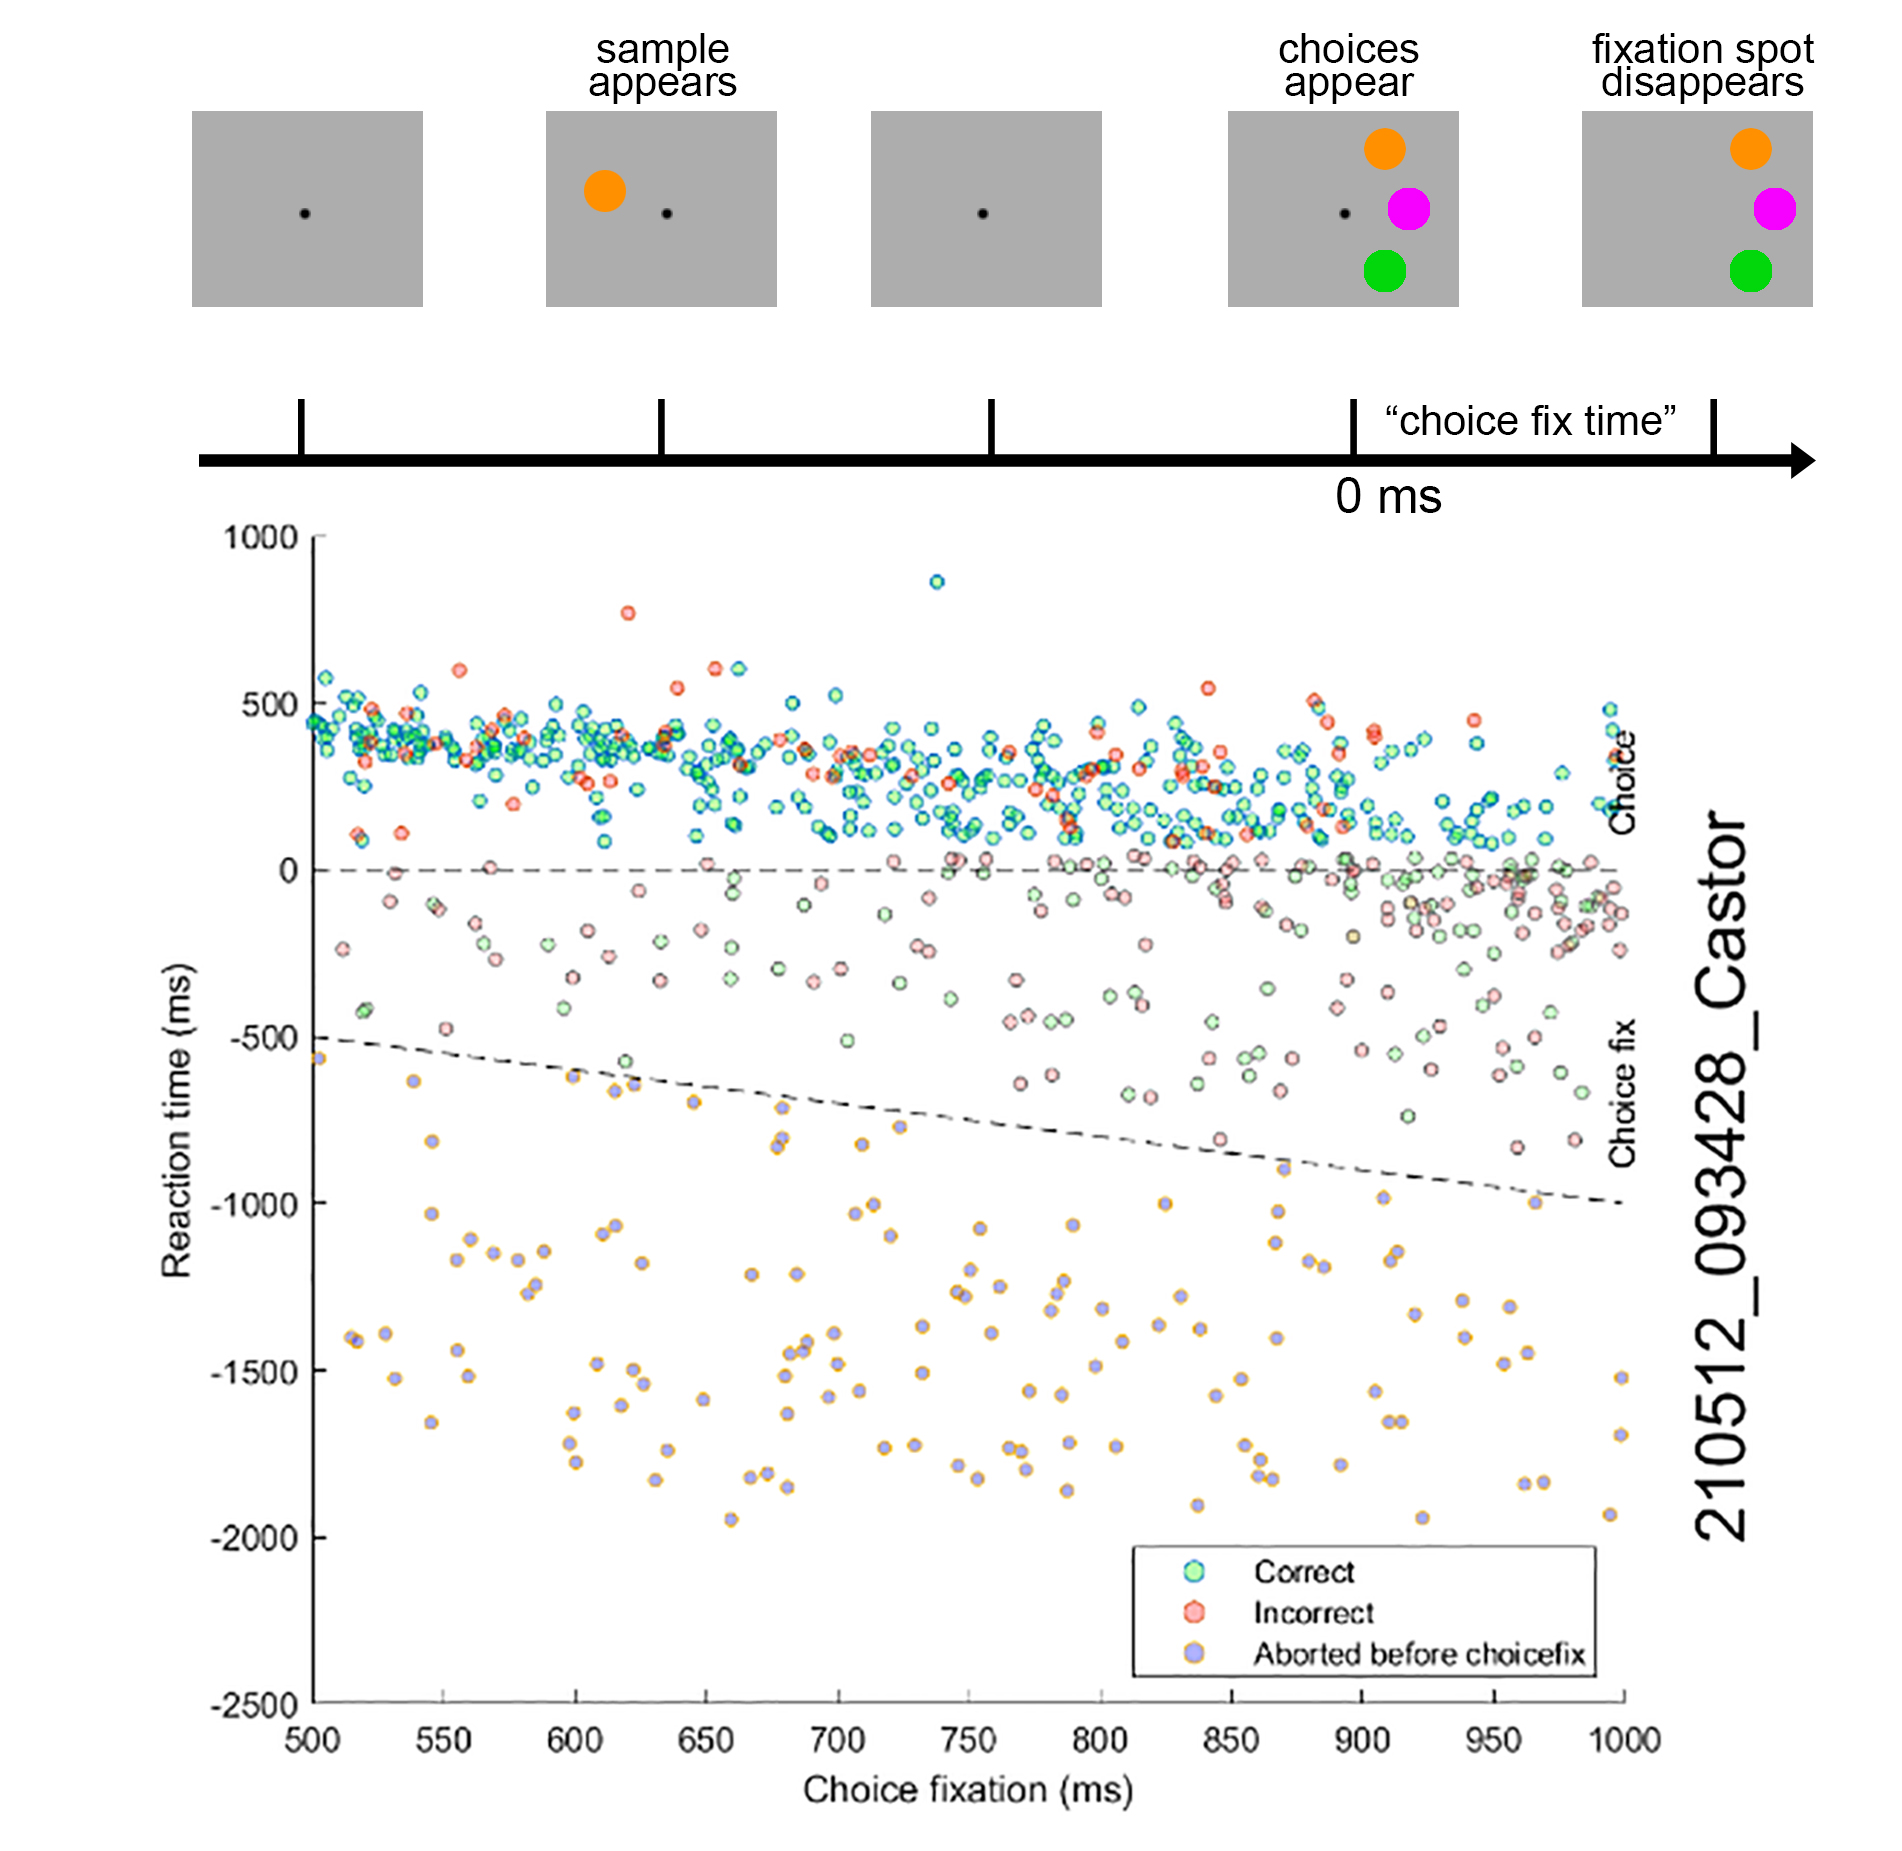 sample
appears
choices
appear
fixation spot
disappears
“choice fix time”
0 ms
1000
500
0
-500
-1000
-1500
-2000
-2500
Reaction time (ms)
500 550 600 650 700 750 800 850 900 950 1000
Choice fixation (ms)
Choice
Choice fix
Correct
Incorrect
Aborted before choicefix
210512_093428_Castor